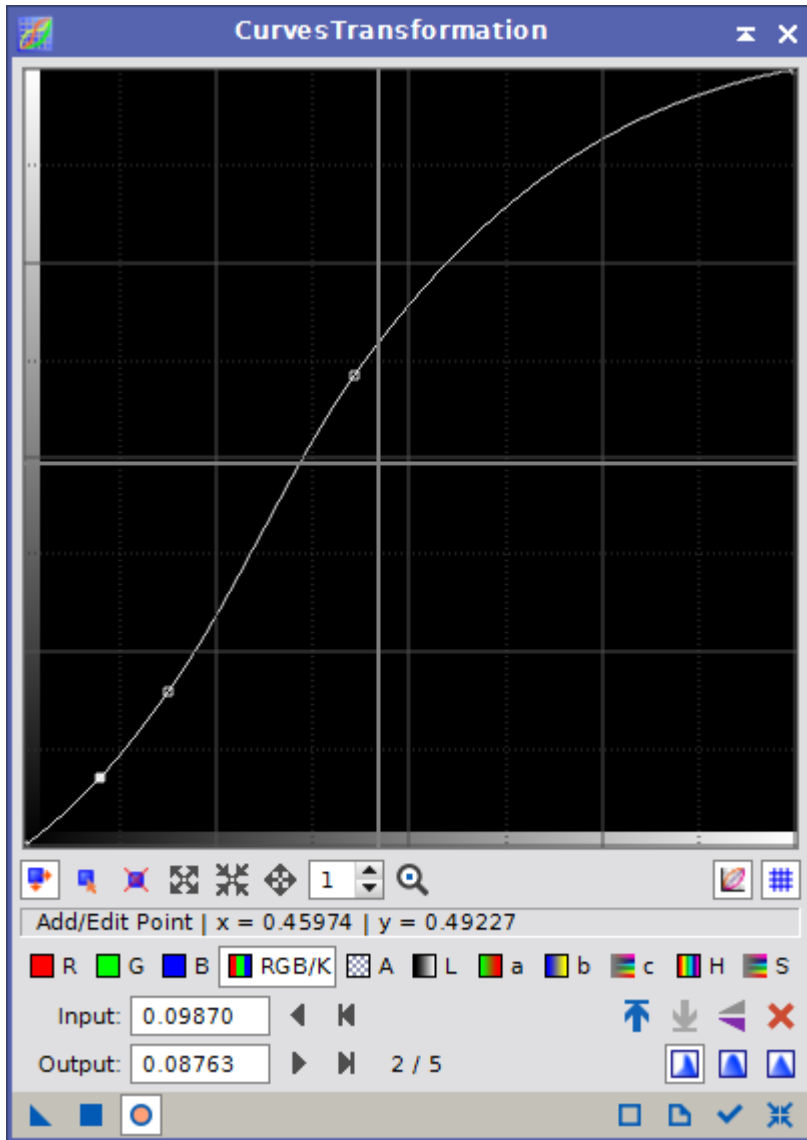 CurvesTransformation
1
Add/Edit Point | x = 0.45974 | y = 0.49227
R G B RGB/K A L a b c H S
Input: 0.09870
Output: 0.08763 2 / 5